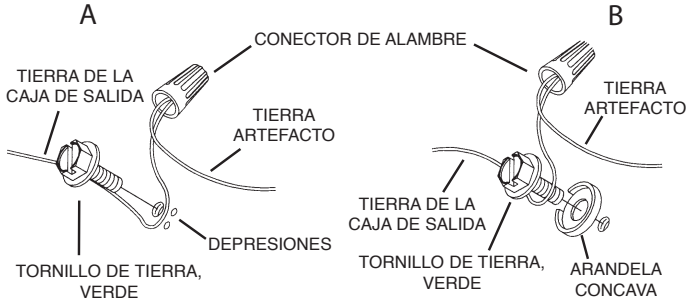 A
B
CONECTOR DE ALAMBRE
TIERRA DE LA
CAJA DE SALIDA
TIERRA
ARTEFACTO
DEPRESIONES
TORNILLO DE TIERRA,
VERDE
TIERRA
ARTEFACTO
TIERRA DE LA
CAJA DE SALIDA
TORNILLO DE TIERRA,
VERDE
ARANDELA
CONCAVA